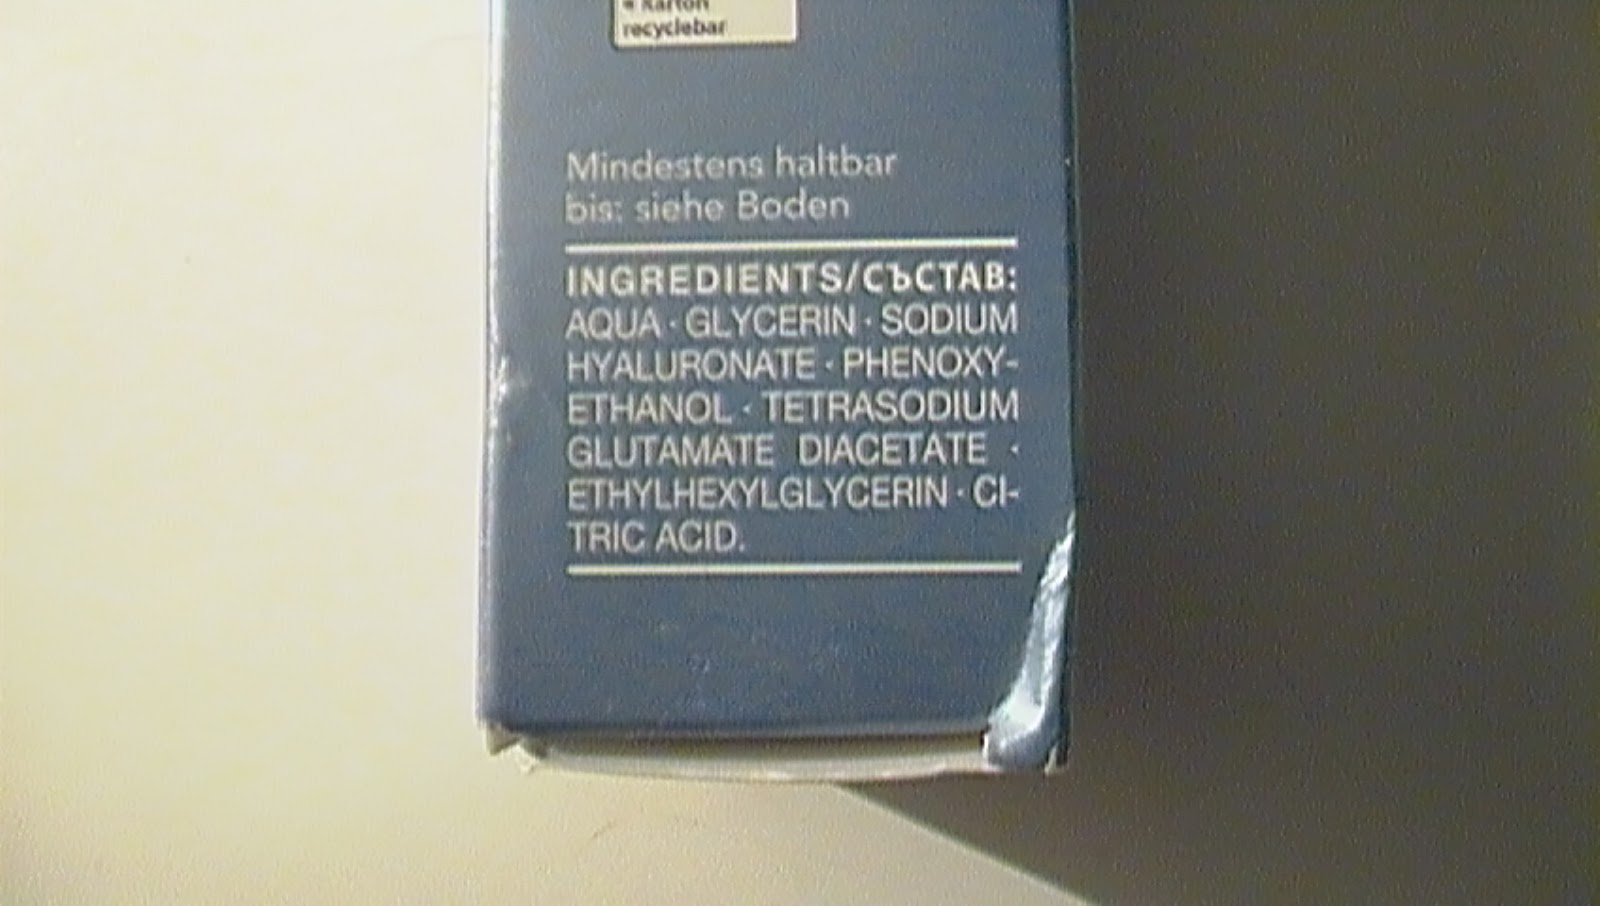 • Karton
recyclebar
Mindestens haltbar
bis: siehe Boden
INGREDIENTS/СЪСТАВ:
AQUA · GLYCERIN · SODIUM
HYALURONATE · PHENOXY-
ETHANOL · TETRASODIUM
GLUTAMATE DIACETATE ·
ETHYLHEXYLGLYCERIN · CI-
TRIC ACID.